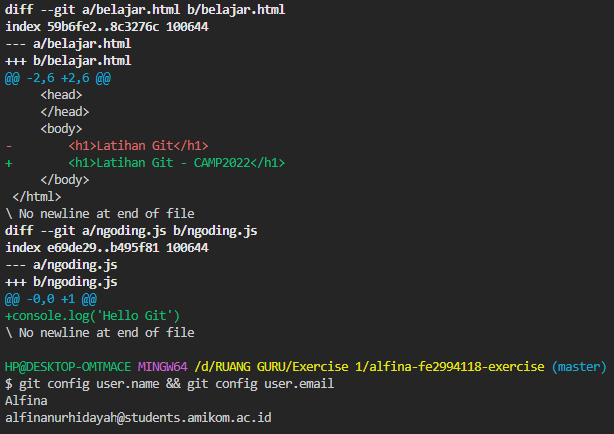 diff --git a/belajar.html b/belajar.html
index 59b6fe2..8c3276c 100644
--- a/belajar.html
+++ b/belajar.html
@@ -2,6 +2,6 @@
     <head>
     </head>
     <body>
-        <h1>Latihan Git</h1>
+        <h1>Latihan Git - CAMP2022</h1>
     </body>
 </html>
\ No newline at end of file
diff --git a/ngoding.js b/ngoding.js
index e69de29..b495f81 100644
--- a/ngoding.js
+++ b/ngoding.js
@@ -0,0 +1 @@
+console.log('Hello Git')
\ No newline at end of file

HP@DESKTOP-OMTMACE MINGW64 /d/RUANG GURU/Exercise 1/alfina-fe2994118-exercise (master)
$ git config user.name && git config user.email
Alfina
alfinanurhidayah@students.amikom.ac.id